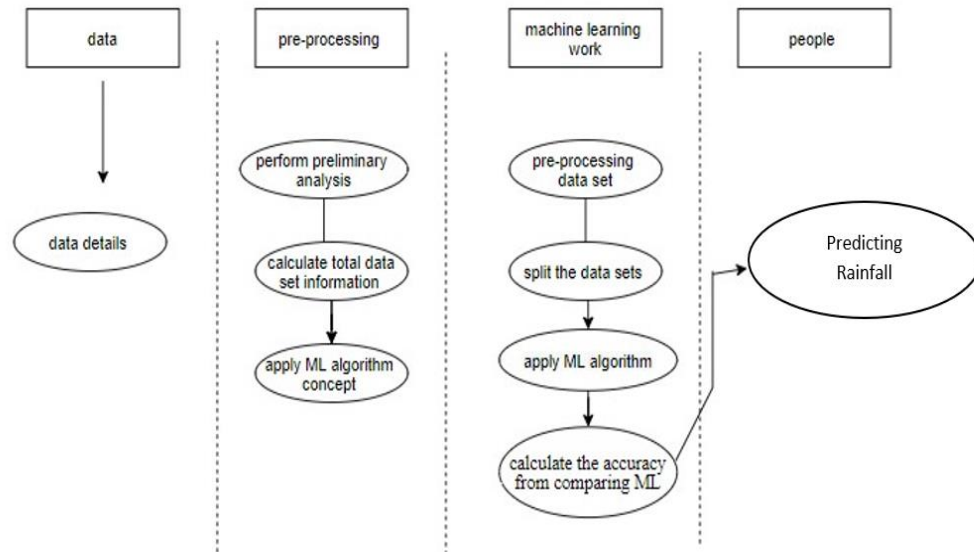 data
pre-processing
machine learning
work
people
perform preliminary
analysis
pre-processing
data set
data details
calculate total data
set information
split the data sets
Predicting
Rainfall
apply ML algorithm
concept
apply ML algorithm
calculate the accuracy
from comparing ML